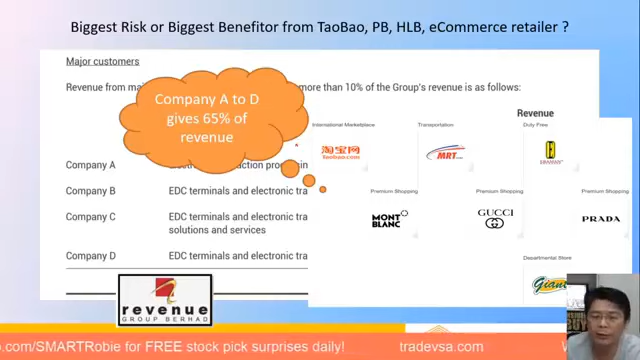 Biggest Risk or Biggest Benefitor from TaoBao, PB, HLB, eCommerce retailer ?
Major customers
Revenue from
more than 10% of the Group's revenue is as follows:
Company A to D
gives 65% of
revenue
Revenue
International Marketplace
Transportation
Duty Free
淘宝网
taobao.com
MRT
Company A
Premium Shopping
Premium Shopping
Premium Shopping
Company B
EDC terminals and electronic
MONT
BLANC
GUCCI
PRADA
Company C
EDC terminals and electronic
solutions and services
Company D
EDC terminals and electronic
Departmental Store
Giant
revenue
GROUP BERHAD
.com/SMARTRobie for FREE stock pick surprises daily!
tradevsa.com
W